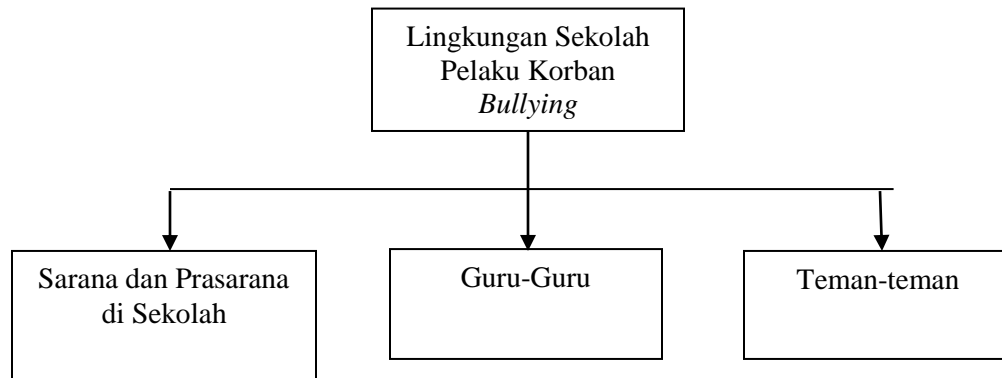 Lingkungan Sekolah
Pelaku Korban
Bullying
Sarana dan Prasarana
di Sekolah
Guru-Guru
Teman-teman